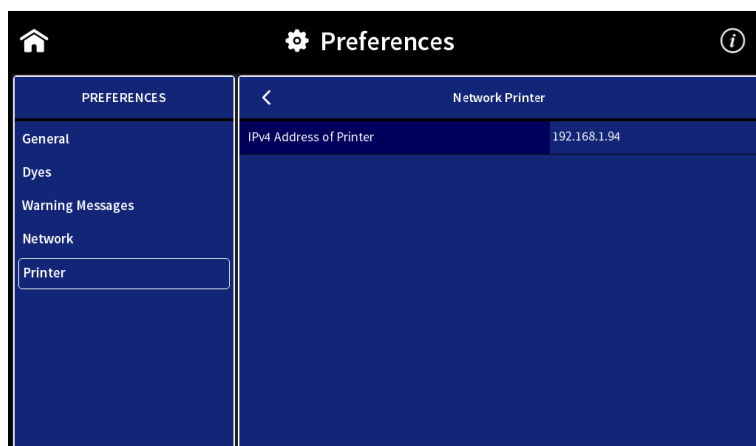 Preferences
PREFERENCES
General
Dyes
Warning Messages
Network
Printer
Network Printer
IPv4 Address of Printer 192.168.1.94